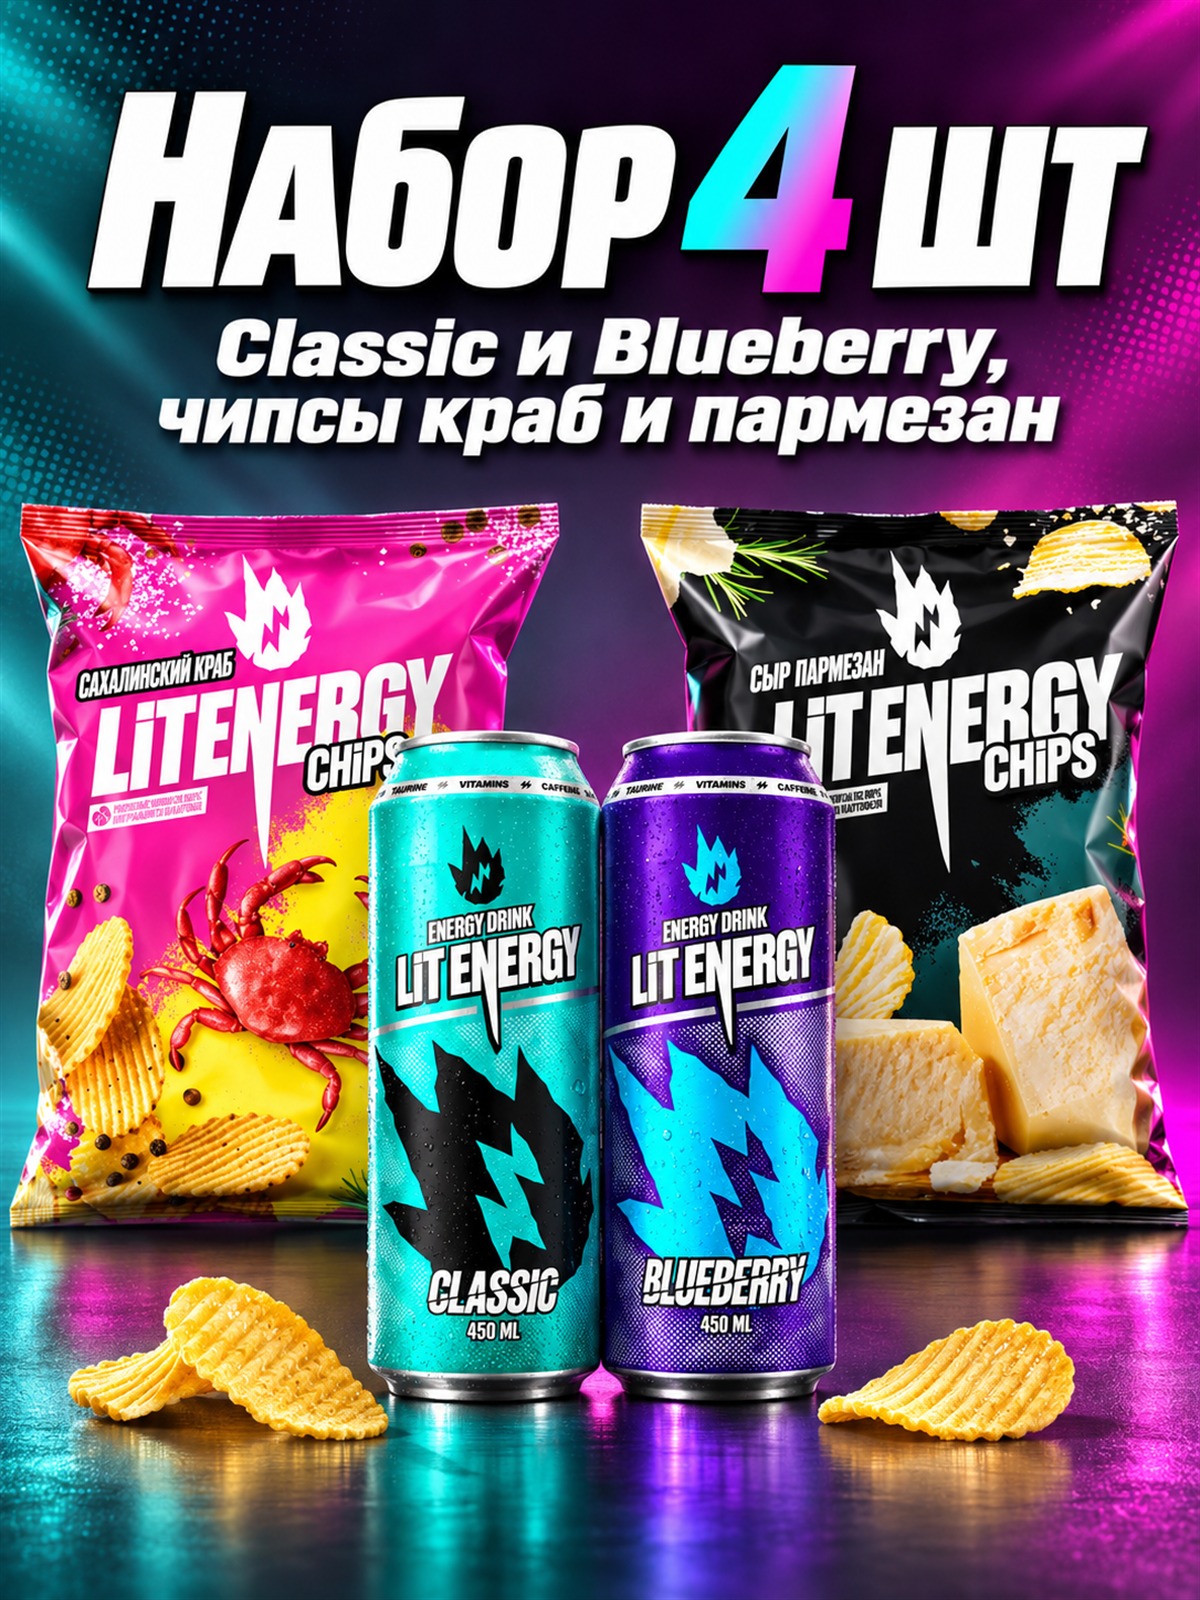 Набор 4 шт
Classic и Blueberry,
чипсы краб и пармезан
САХАЛИНСКИЙ КРАБ
LiTENERGY
CHiPS
СЫР ПАРМЕЗАН
LiTENERGY
CHiPS
TAURINE VITAMINS CAFFEINE
ENERGY DRINK
LiT ENERGY
CLASSIC
450 ML
TAURINE VITAMINS CAFFEINE
ENERGY DRINK
LiT ENERGY
BLUEBERRY
450 ML